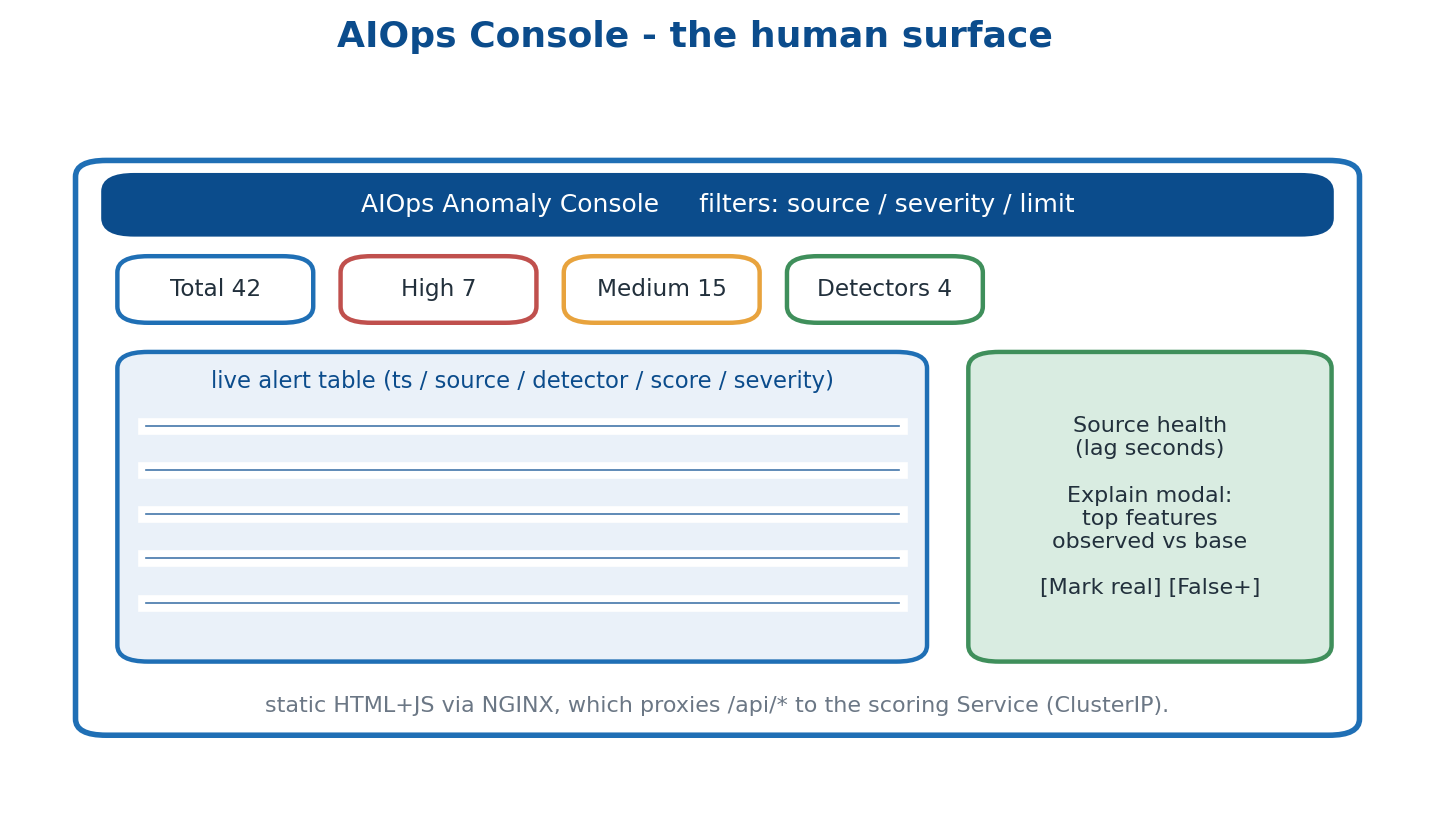 AIOps Console - the human surface
AIOps Anomaly Console filters: source / severity / limit
Total 42
High 7
Medium 15
Detectors 4
live alert table (ts / source / detector / score / severity)
Source health
(lag seconds)
Explain modal:
top features
observed vs base
[Mark real] [False+]
static HTML+JS via NGINX, which proxies /api/* to the scoring Service (ClusterIP).